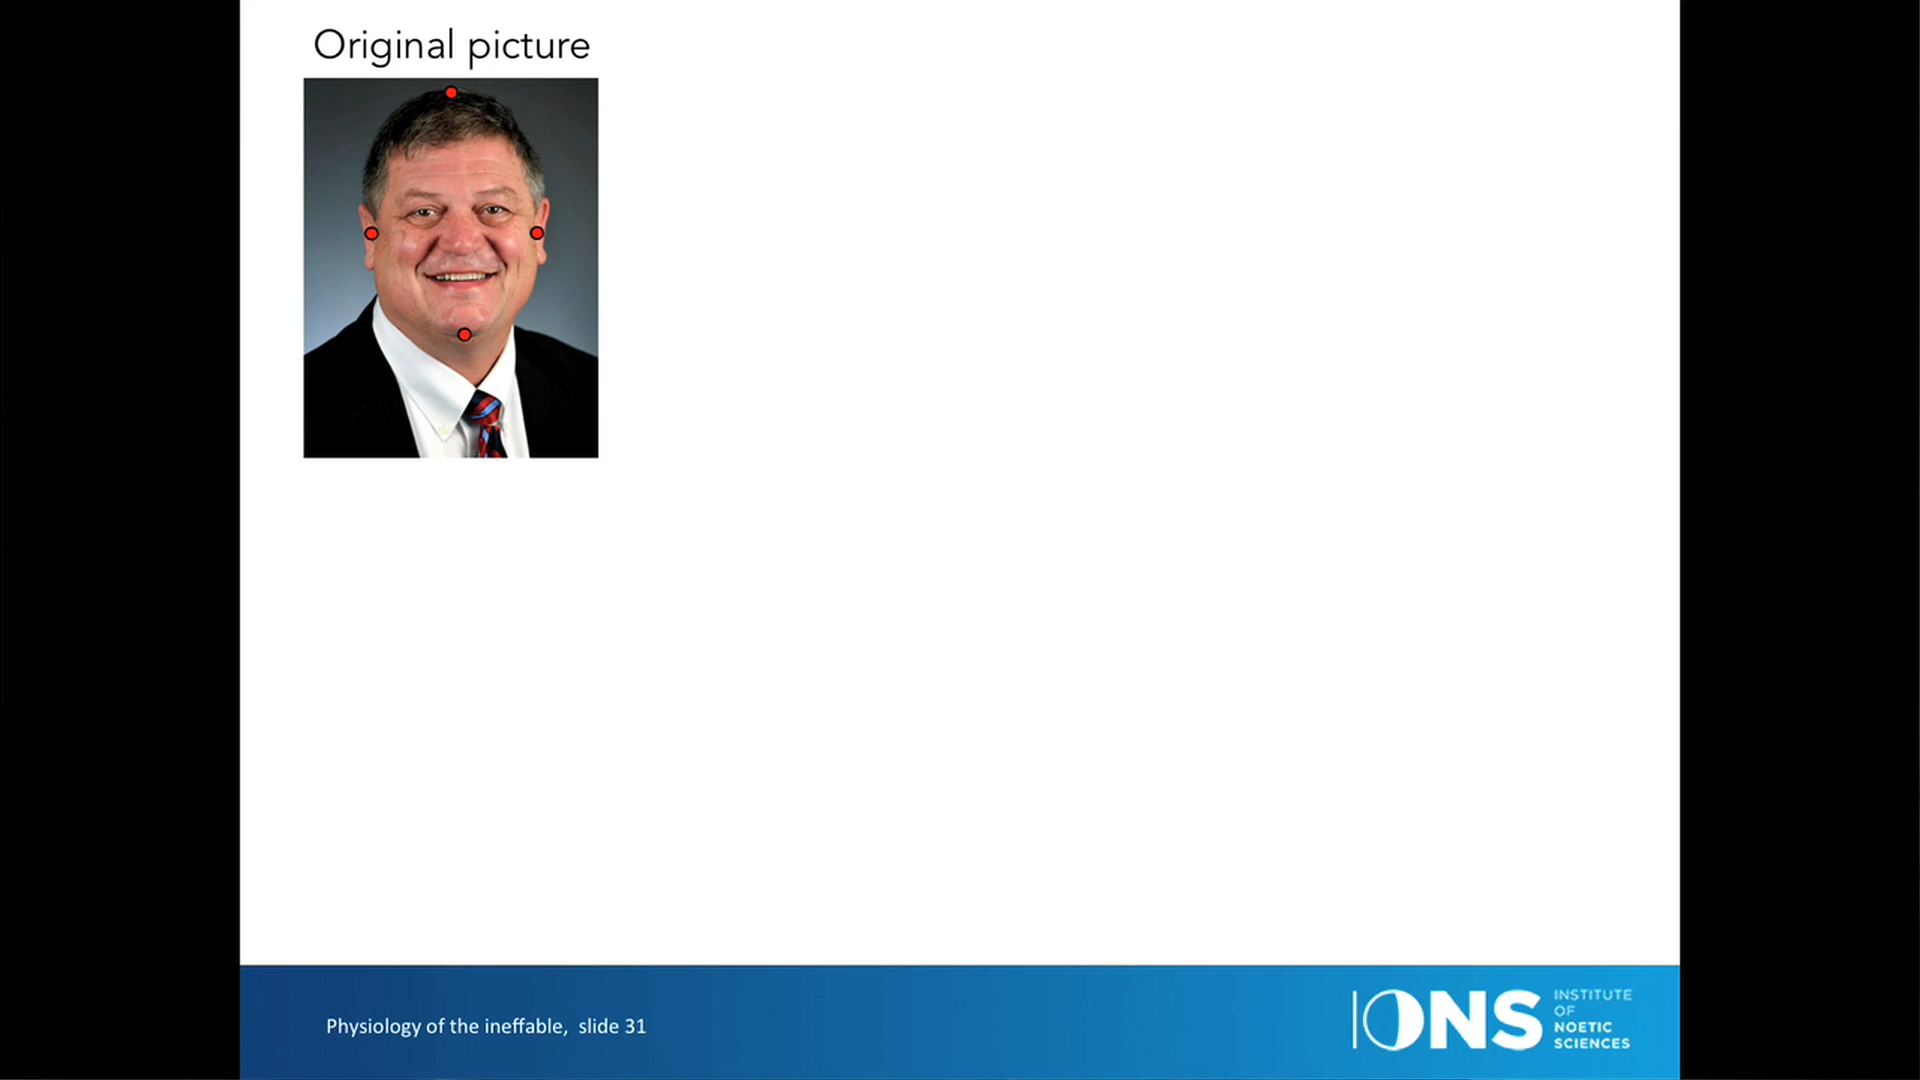 Original picture
Physiology of the ineffable, slide 31
IONS
INSTITUTE
OF
NOETIC
SCIENCES